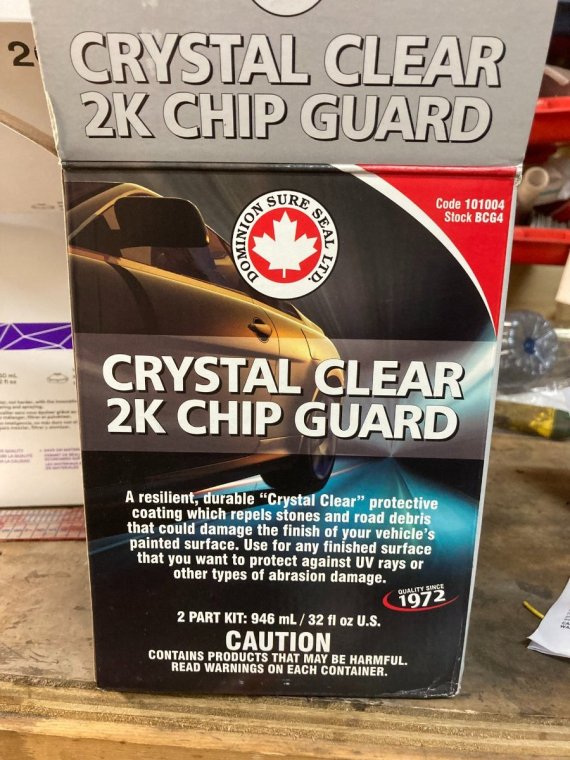 2
CRYSTAL CLEAR
2K CHIP GUARD
Code 101004
Stock BCG4
DOMINION SURE SEAL LTD.
CRYSTAL CLEAR
2K CHIP GUARD
A resilient, durable “Crystal Clear” protective
coating which repels stones and road debris
that could damage the finish of your vehicle's
painted surface. Use for any finished surface
that you want to protect against UV rays or
other types of abrasion damage.
QUALITY SINCE
1972
2 PART KIT: 946 mL / 32 fl oz U.S.
CAUTION
CONTAINS PRODUCTS THAT MAY BE HARMFUL.
READ WARNINGS ON EACH CONTAINER.